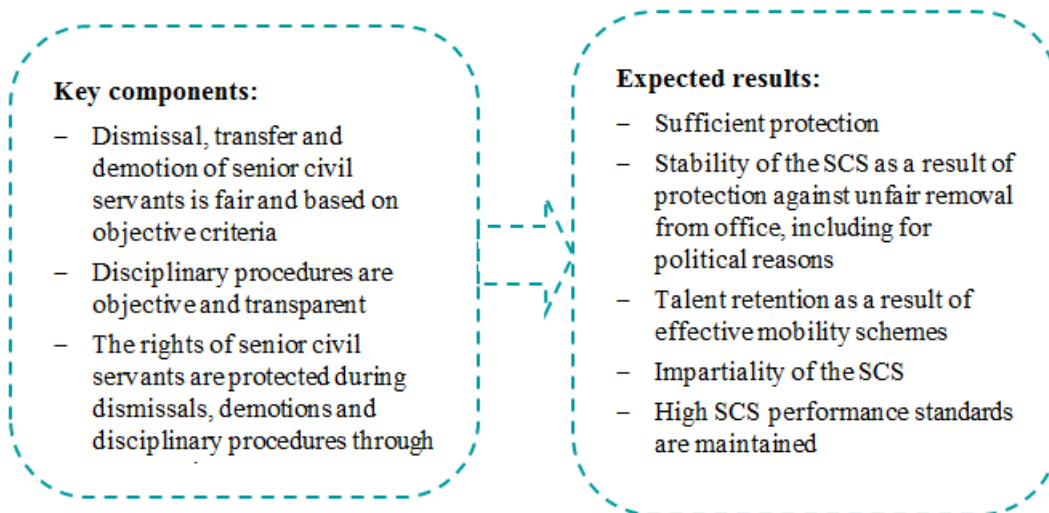 Key components:
– Dismissal, transfer and
demotion of senior civil
servants is fair and based on
objective criteria
– Disciplinary procedures are
objective and transparent
– The rights of senior civil
servants are protected during
dismissals, demotions and
disciplinary procedures through
Expected results:
– Sufficient protection
– Stability of the SCS as a result of
protection against unfair removal
from office, including for
political reasons
– Talent retention as a result of
effective mobility schemes
– Impartiality of the SCS
– High SCS performance standards
are maintained